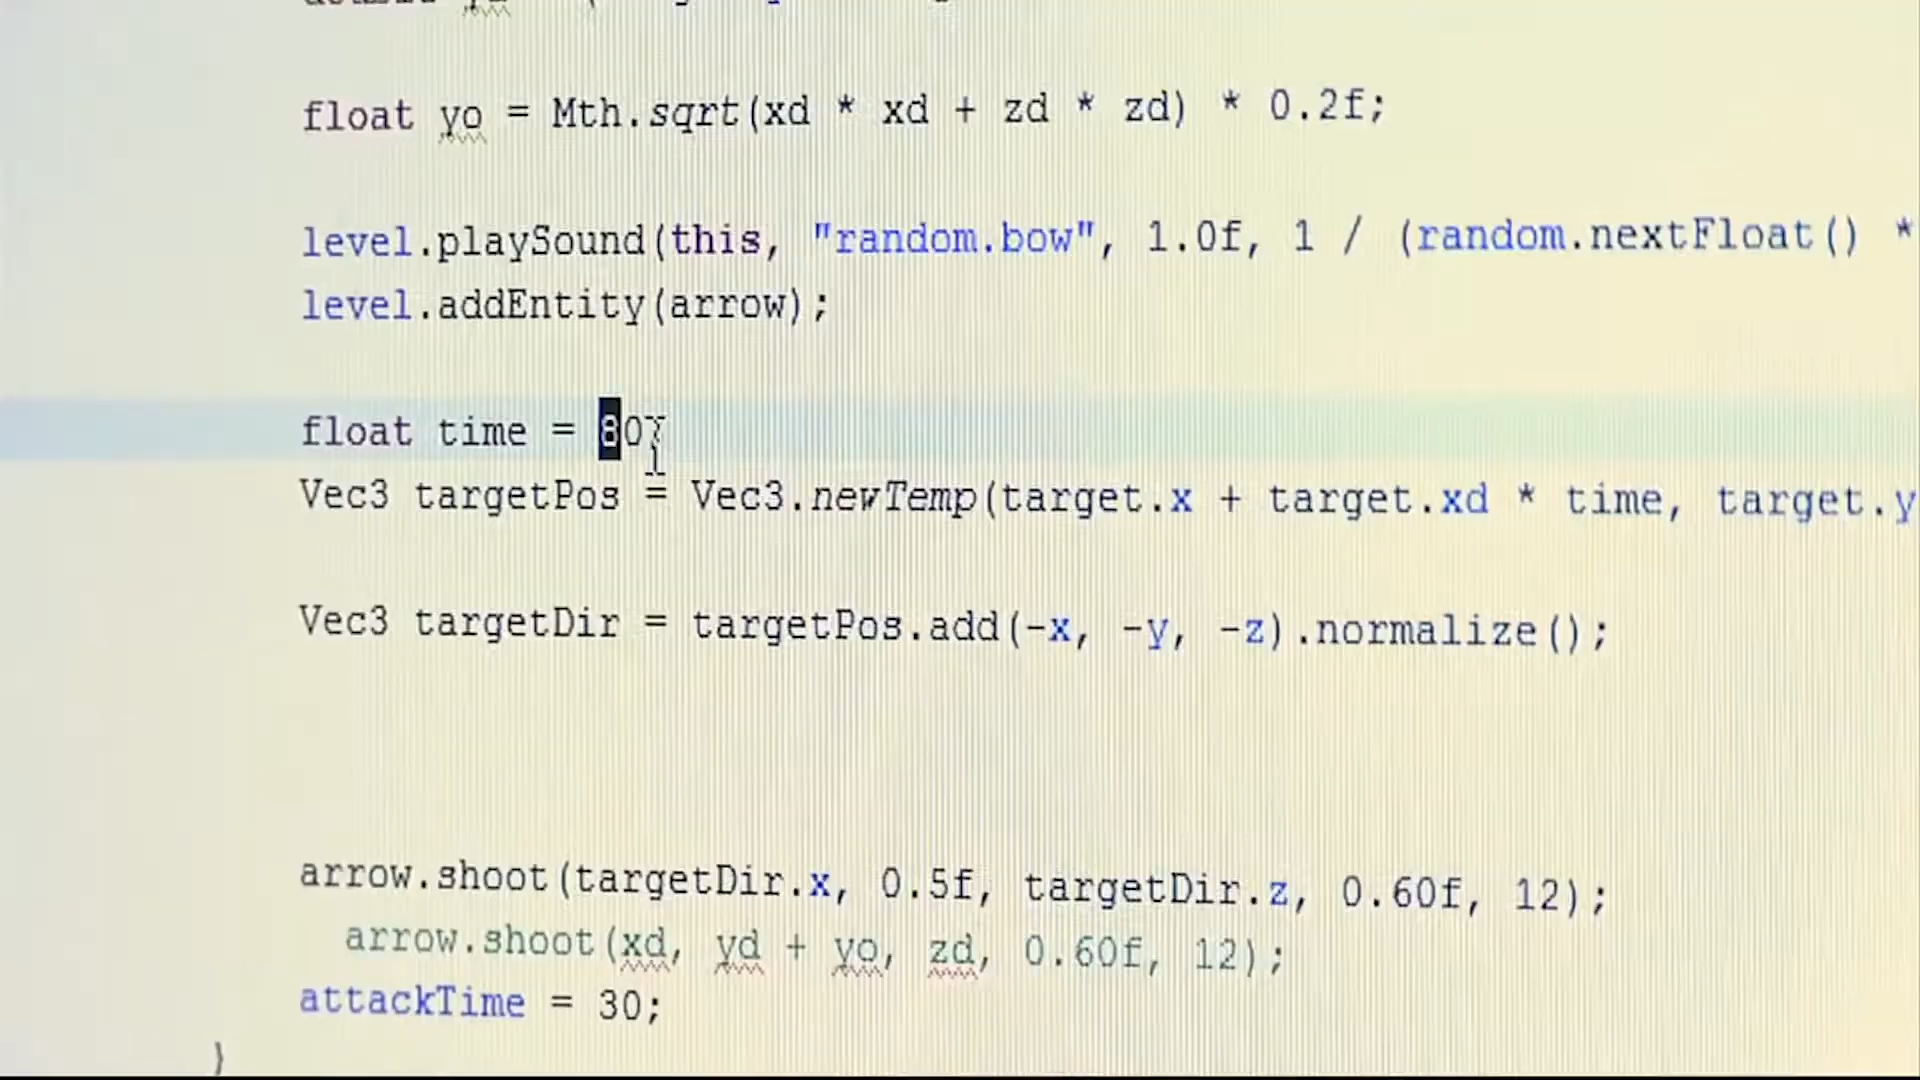 float yo = Mth.sqrt(xd * xd + zd * zd) * 0.2f;
level.playSound(this, "random.bow", 1.0f, 1 / (random.nextFloat() *
level.addEntity(arrow);
float time = 80;
Vec3 targetPos = Vec3.newTemp(target.x + target.xd * time, target.y
Vec3 targetDir = targetPos.add(-x, -y, -z).normalize();
arrow.shoot(targetDir.x, 0.5f, targetDir.z, 0.60f, 12);
arrow.shoot(xd, yd + yo, zd, 0.60f, 12);
attackTime = 30;
}